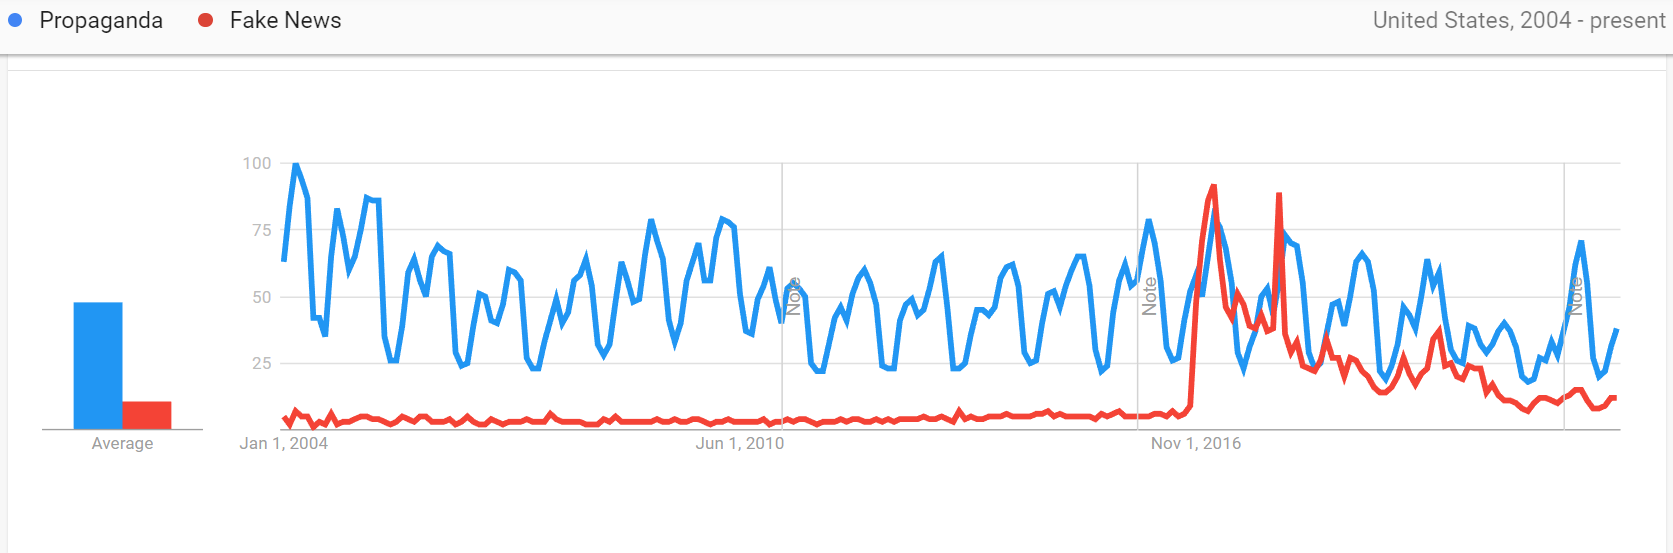 Propaganda Fake News United States, 2004 - present
100
75
50
25
Note Note Note
Average Jan 1, 2004 Jun 1, 2010 Nov 1, 2016